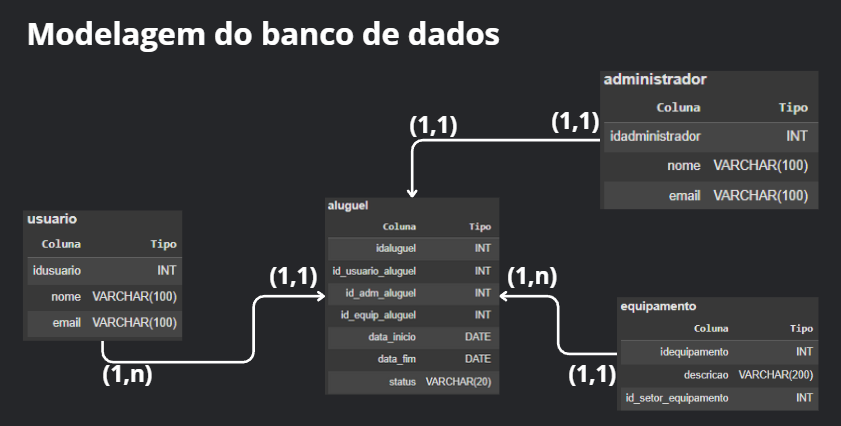 Modelagem do banco de dados
administrador
Coluna Tipo
idadministrador INT
nome VARCHAR(100)
email VARCHAR(100)
(1,1)
(1,1)
usuario
Coluna Tipo
idusuario INT
nome VARCHAR(100)
email VARCHAR(100)
(1,1)
(1,n)
aluguel
Coluna Tipo
idaluguel INT
id_usuario_aluguel INT
id_adm_aluguel INT
id_equip_aluguel INT
data_inicio DATE
data_fim DATE
status VARCHAR(20)
(1,n)
(1,1)
equipamento
Coluna Tipo
idequipamento INT
descricao VARCHAR(200)
id_setor_equipamento INT